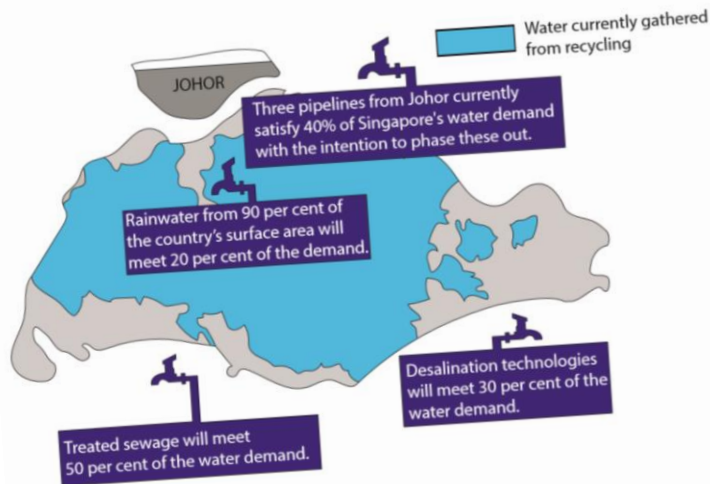 Water currently gathered
from recycling
JOHOR
Three pipelines from Johor currently
satisfy 40% of Singapore's water demand
with the intention to phase these out.
Rainwater from 90 per cent of
the country's surface area will
meet 20 per cent of the demand.
Desalination technologies
will meet 30 per cent of the
water demand.
Treated sewage will meet
50 per cent of the water demand.